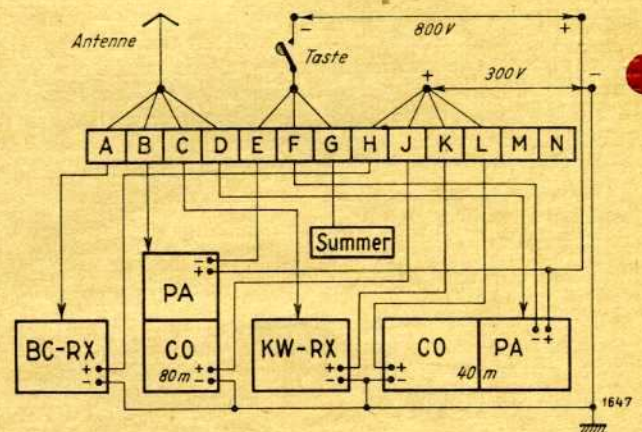 − 800V +
Antenne
Taste
+ 300V −
A B C D E F G H J K L M N
Summer
− +
PA
BC-RX + −
CO + −
80m
KW-RX + −
+ − CO
PA − +
40m
1647